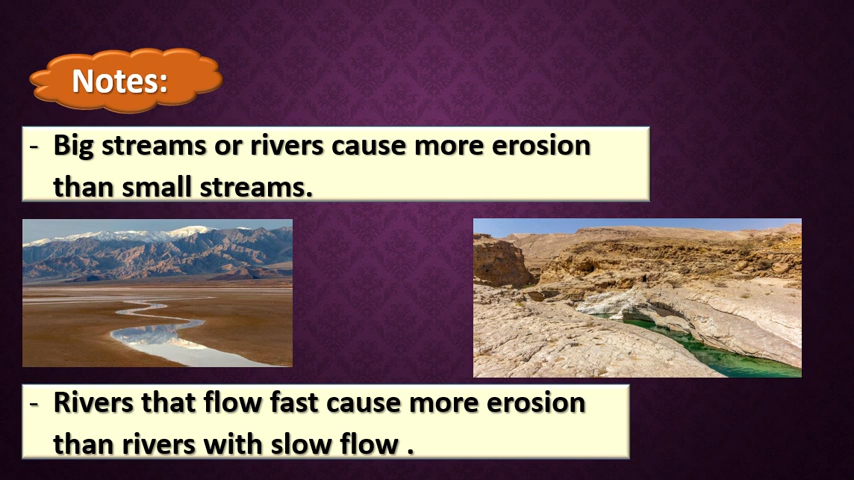 Notes:
- Big streams or rivers cause more erosion
than small streams.
- Rivers that flow fast cause more erosion
than rivers with slow flow .